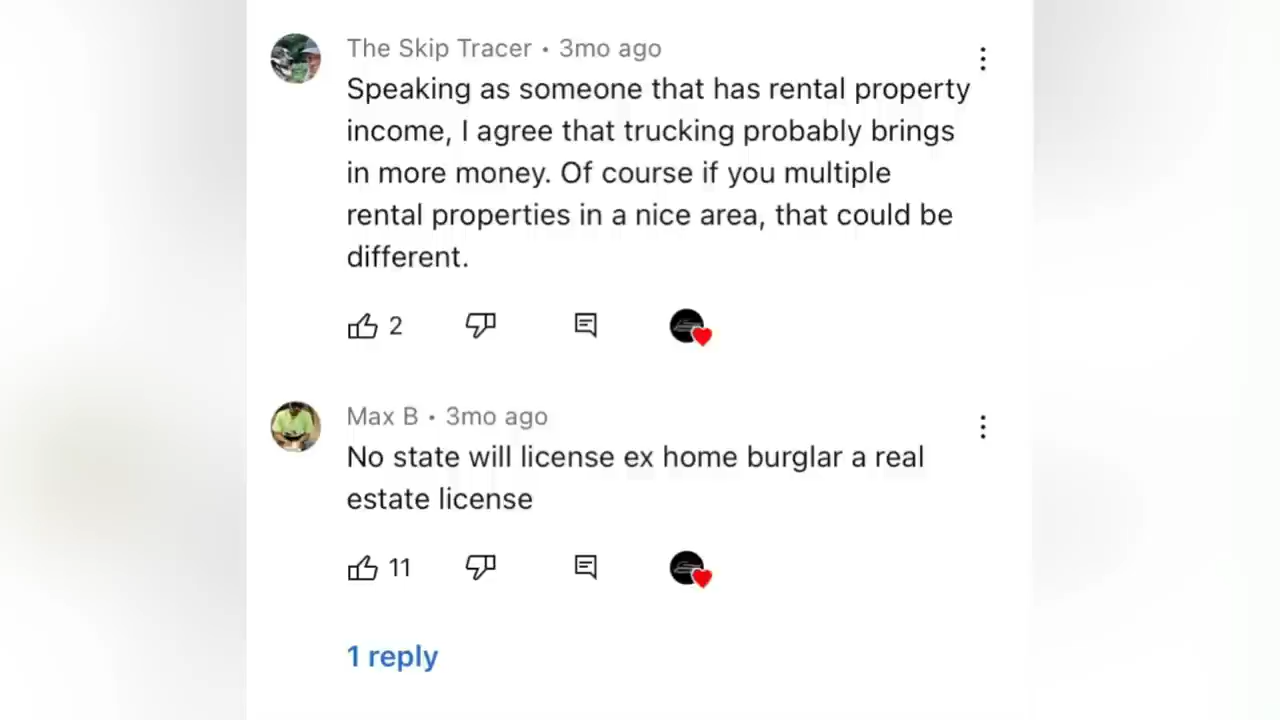 The Skip Tracer • 3mo ago
Speaking as someone that has rental property
income, I agree that trucking probably brings
in more money. Of course if you multiple
rental properties in a nice area, that could be
different.
2
Max B • 3mo ago
No state will license ex home burglar a real
estate license
11
1 reply